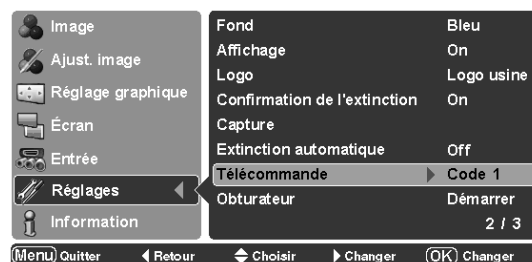 Image
Ajust. image
Réglage graphique
Écran
Entrée
Réglages
Information
Fond Bleu
Affichage On
Logo Logo usine
Confirmation de l'extinction On
Capture
Extinction automatique Off
Télécommande Code 1
Obturateur Démarrer
2 / 3
Menu Quitter Retour Choisir Changer OK Changer